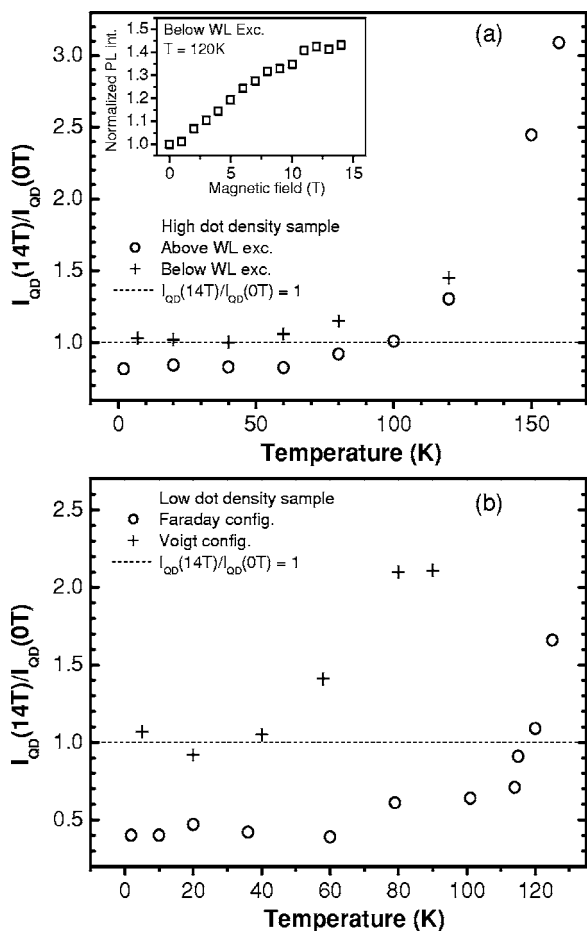 (a)
Below WL Exc.
T = 120K
Normalized PL Int.
1.5
1.4
1.3
1.2
1.1
1.0
0 5 10 15
Magnetic field (T)
I_QD(14T)/I_QD(0T)
3.0
2.5
2.0
1.5
1.0
High dot density sample
Above WL exc.
Below WL exc.
I_QD(14T)/I_QD(0T) = 1
0 50 100 150
Temperature (K)
(b)
I_QD(14T)/I_QD(0T)
2.5
2.0
1.5
1.0
0.5
Low dot density sample
Faraday config.
Voigt config.
I_QD(14T)/I_QD(0T) = 1
0 20 40 60 80 100 120
Temperature (K)